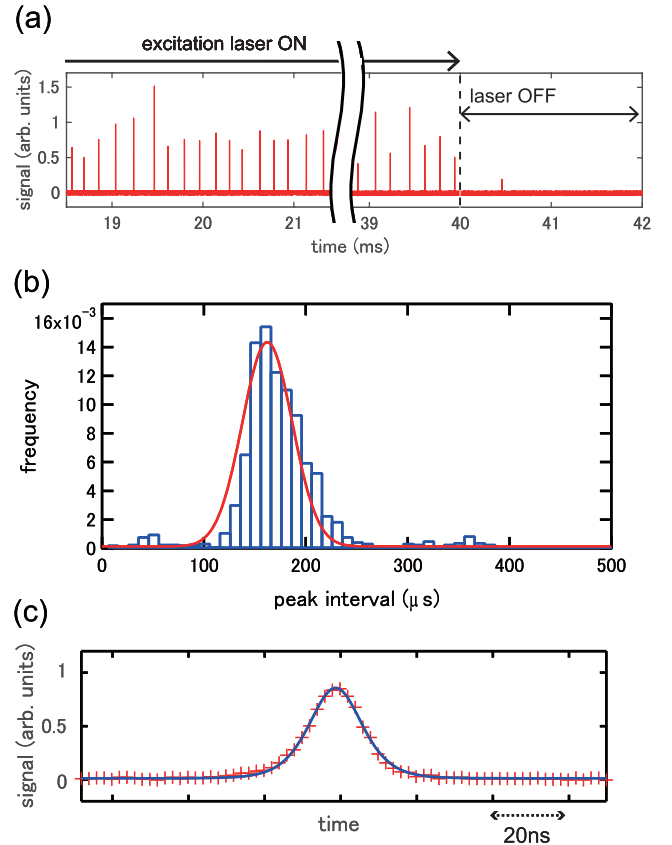 (a)
excitation laser ON
laser OFF
signal (arb. units)
1.5
1
0.5
0
19
20
21
39
40
41
42
time (ms)
(b)
16x10⁻³
14
12
10
8
6
4
2
0
frequency
0
100
200
300
400
500
peak interval (μs)
(c)
signal (arb. units)
1
0.5
0
time
20ns